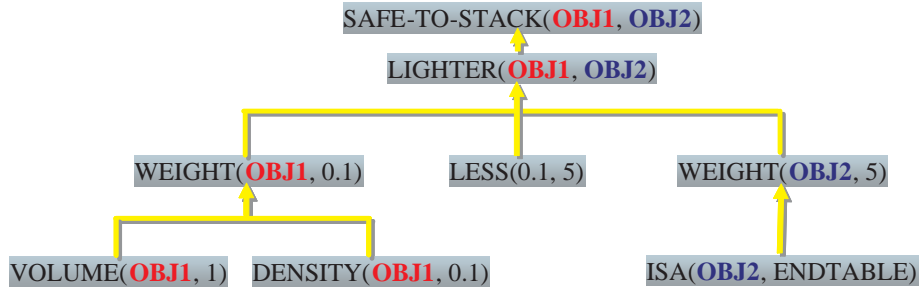 SAFE-TO-STACK(OBJ1, OBJ2)
LIGHTER(OBJ1, OBJ2)
WEIGHT(OBJ1, 0.1) LESS(0.1, 5) WEIGHT(OBJ2, 5)
VOLUME(OBJ1, 1) DENSITY(OBJ1, 0.1) ISA(OBJ2, ENDTABLE)